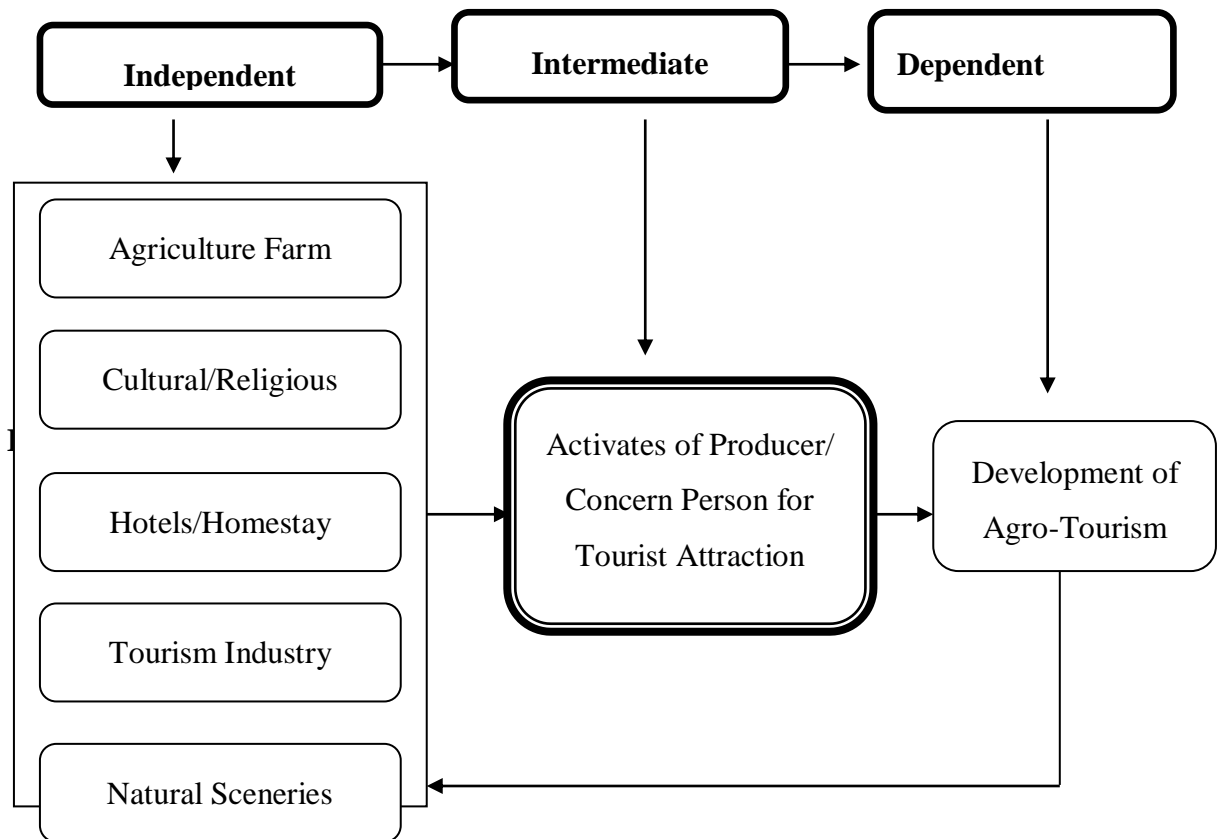 Independent
Intermediate
Dependent
Agriculture Farm
Cultural/Religious
Hotels/Homestay
Tourism Industry
Natural Sceneries
Activates of Producer/
Concern Person for
Tourist Attraction
Development of
Agro-Tourism